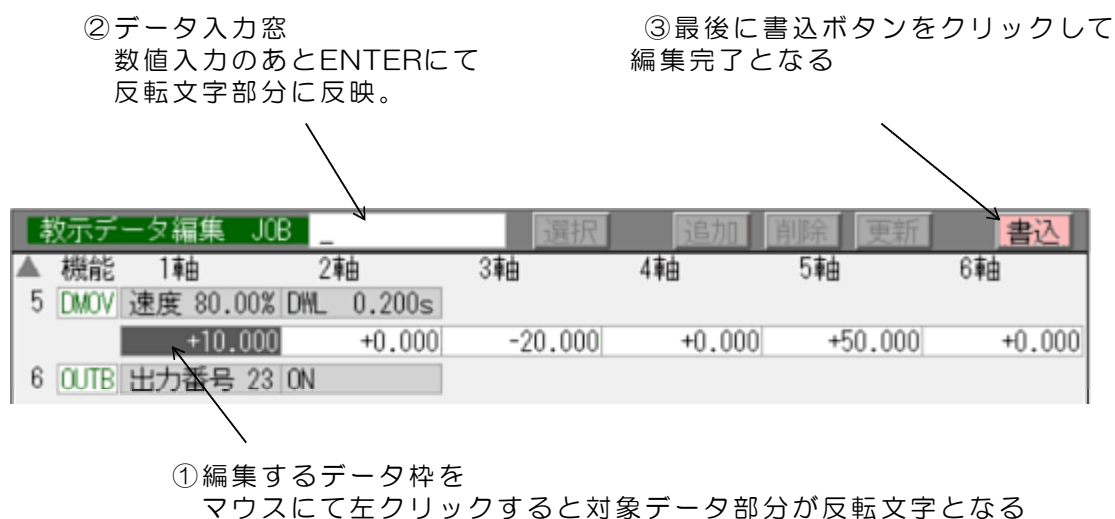 ②データ入力窓
数値入力のあとENTERにて
反転文字部分に反映。
③最後に書込ボタンをクリックして
編集完了となる
教示データ編集 JOB _ 選択 追加 削除 更新 書込
▲ 機能 1軸 2軸 3軸 4軸 5軸 6軸
5 DMOV 速度 80.00% DWL 0.200s
+10.000 +0.000 -20.000 +0.000 +50.000 +0.000
6 OUTB 出力番号 23 ON
①編集するデータ枠を
マウスにて左クリックすると対象データ部分が反転文字となる